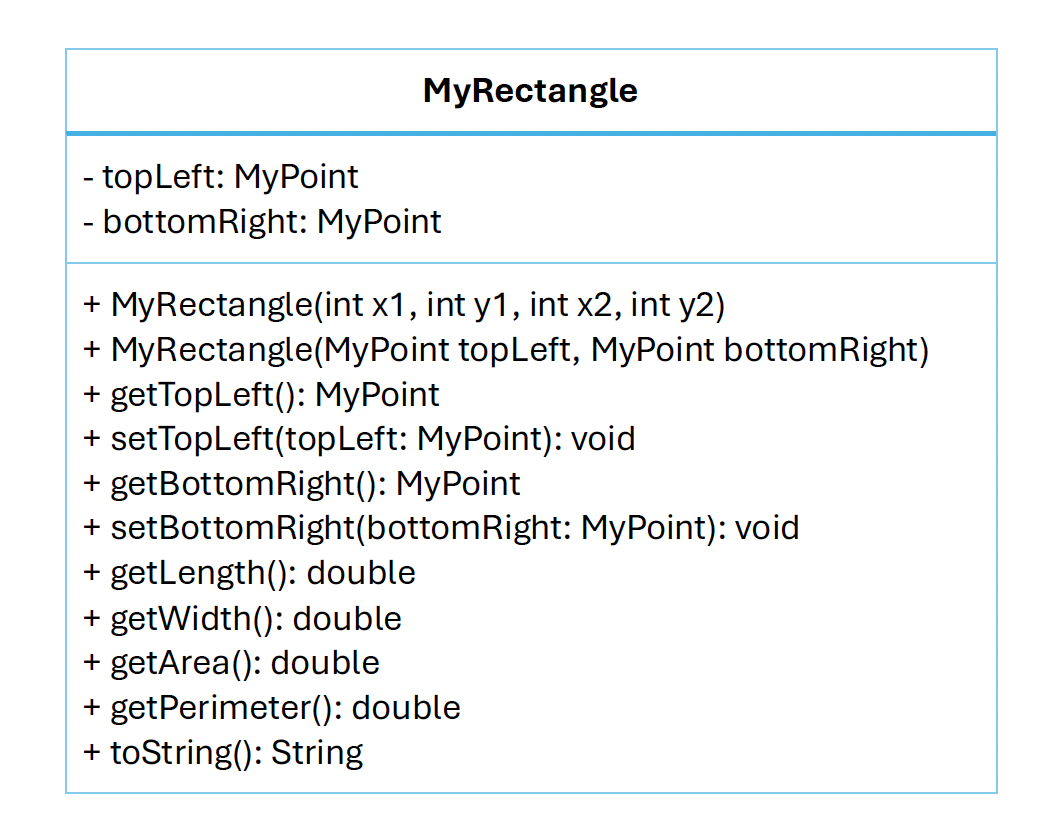 MyRectangle
- topLeft: MyPoint
- bottomRight: MyPoint
+ MyRectangle(int x1, int y1, int x2, int y2)
+ MyRectangle(MyPoint topLeft, MyPoint bottomRight)
+ getTopLeft(): MyPoint
+ setTopLeft(topLeft: MyPoint): void
+ getBottomRight(): MyPoint
+ setBottomRight(bottomRight: MyPoint): void
+ getLength(): double
+ getWidth(): double
+ getArea(): double
+ getPerimeter(): double
+ toString(): String